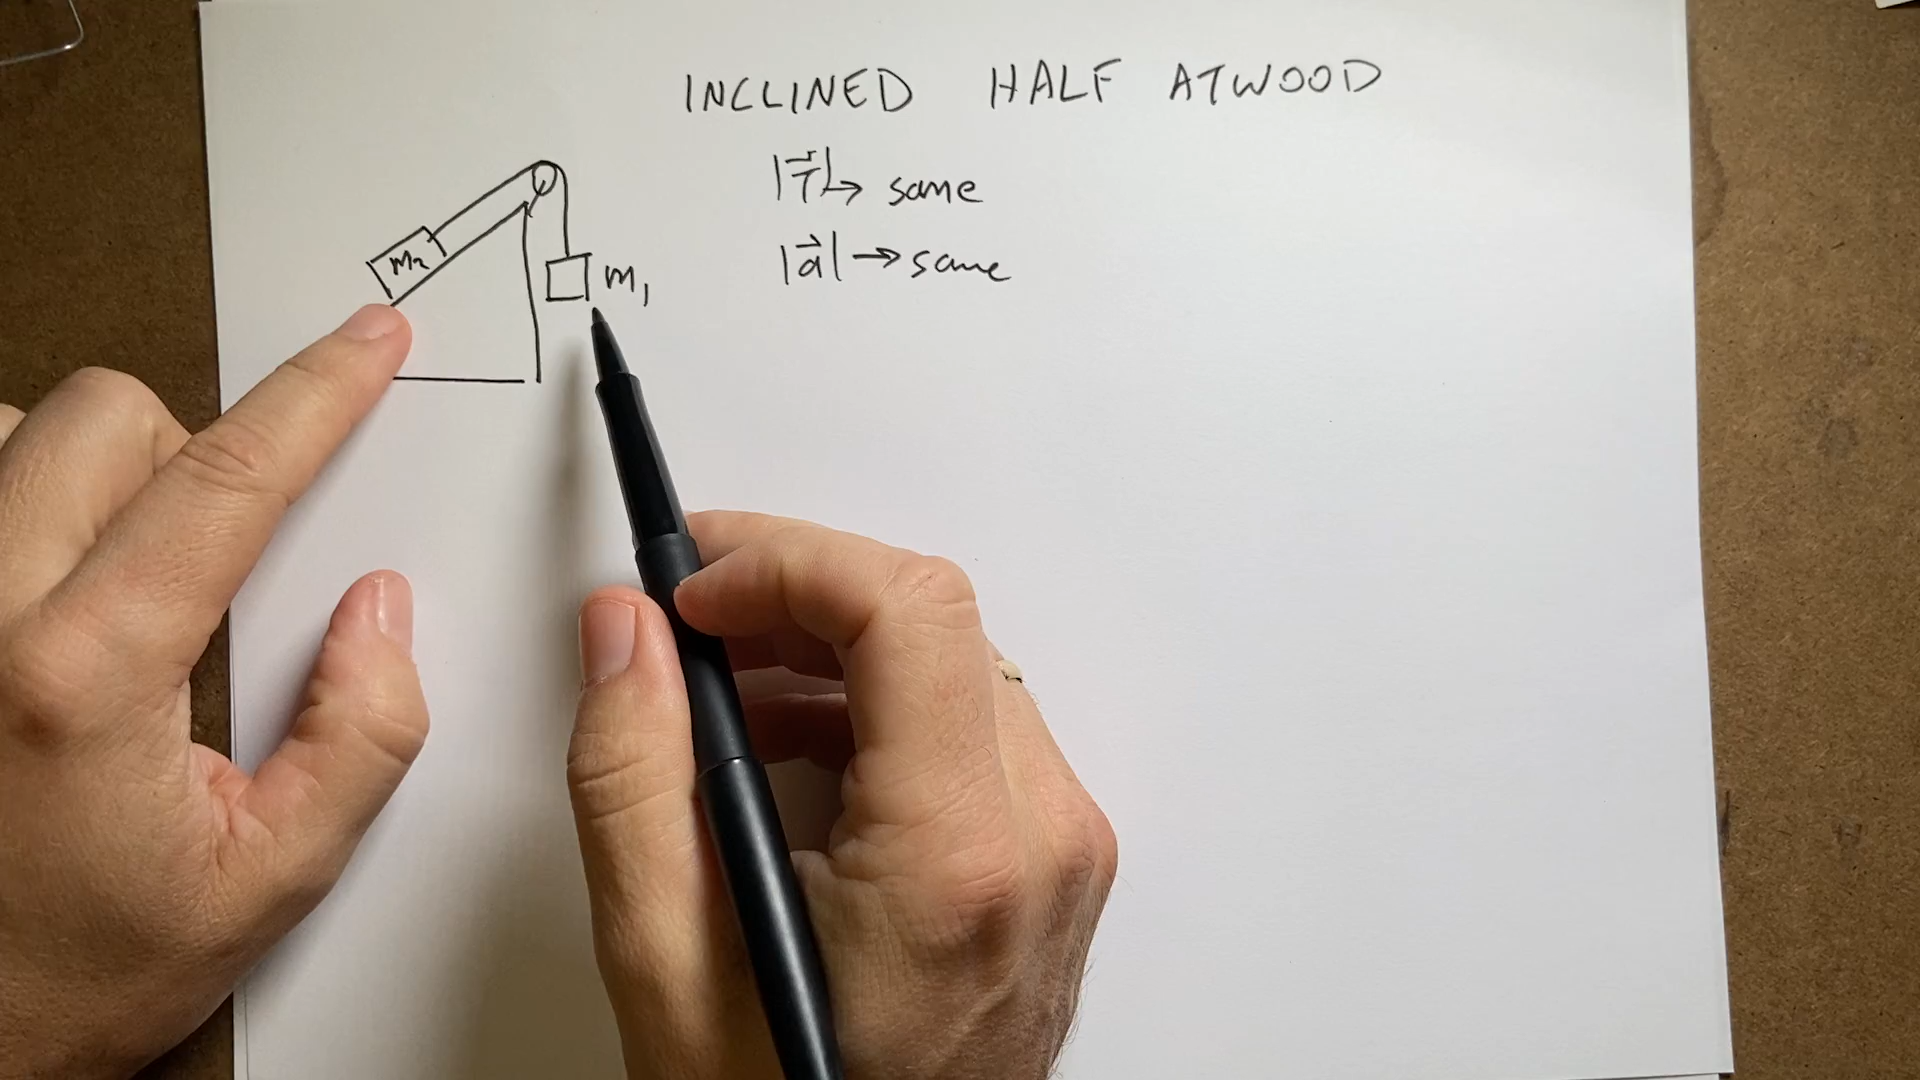 INCLINED HALF ATWOOD
|T⃗| → same
|a⃗| → same
m₂
m₁